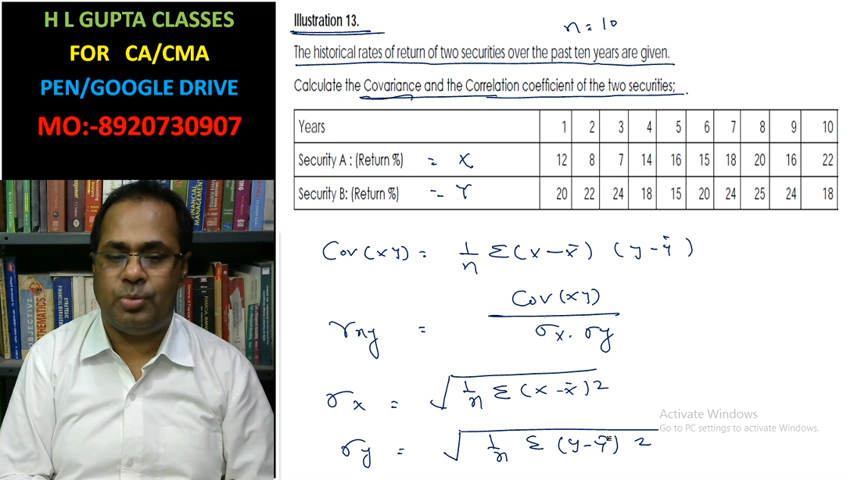 H L GUPTA CLASSES
FOR CA/CMA
PEN/GOOGLE DRIVE
MO:-8920730907
Illustration 13.
n = 10
The historical rates of return of two securities over the past ten years are given.
Calculate the Covariance and the Correlation coefficient of the two securities;
Years 1 2 3 4 5 6 7 8 9 10
Security A : (Return %) = X 12 8 7 14 16 15 18 20 16 22
Security B: (Return %) = Y 20 22 24 18 15 20 24 25 24 18
Cov (xy) = 1/n Σ (x - x̄) (y - ȳ)
rxy = Cov (xy) / σx . σy
σx = √ 1/n Σ (x - x̄) 2
σy = √ 1/n Σ (y - ȳ) 2
Activate Windows
Go to PC settings to activate Windows.